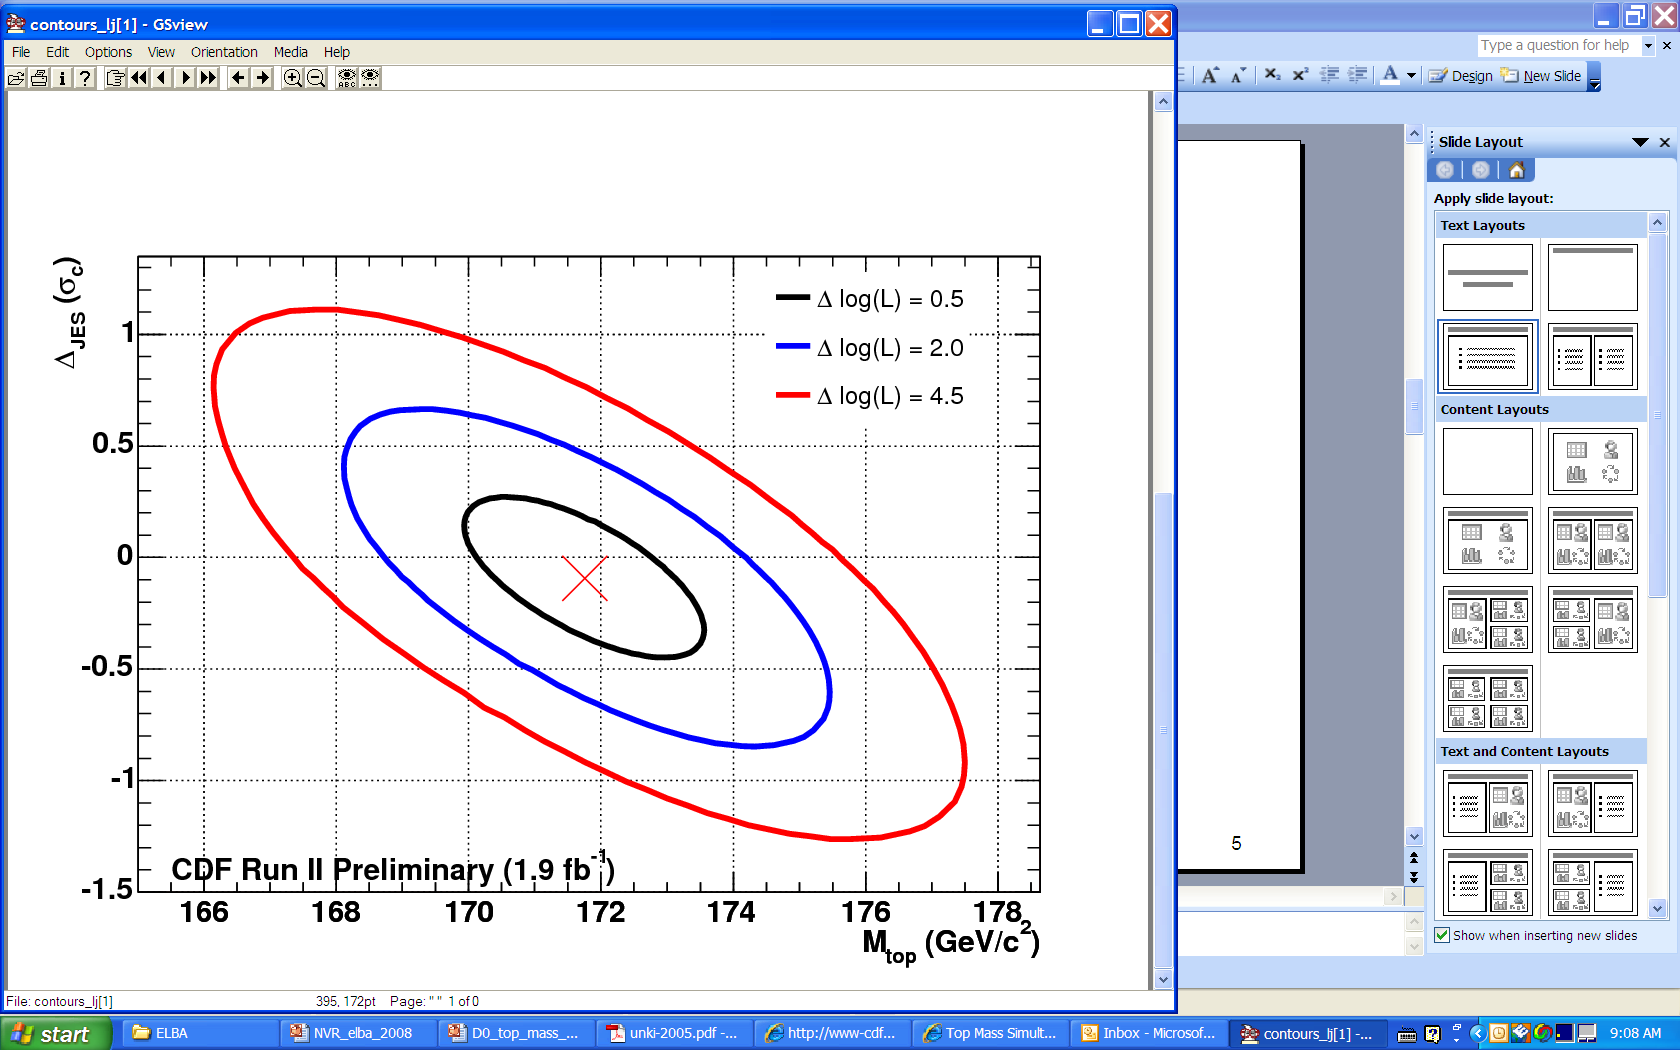 contours_lj[1] - GSview
File Edit Options View Orientation Media Help
Type a question for help
Design New Slide
Slide Layout
Apply slide layout:
Text Layouts
Content Layouts
Text and Content Layouts
Show when inserting new slides
Δ_JES (σ_c)
Δ log(L) = 0.5
Δ log(L) = 2.0
Δ log(L) = 4.5
1
0.5
0
-0.5
-1
-1.5
CDF Run II Preliminary (1.9 fb⁻¹)
166 168 170 172 174 176 178
M_top (GeV/c²)
5
File: contours_lj[1] 395, 172pt Page: " " 1 of 0
start ELBA NVR_elba_2008 D0_top_mass_... unki-2005.pdf -... http://www-cdf... Top Mass Simult... Inbox - Microsof... contours_lj[1] -... 9:08 AM